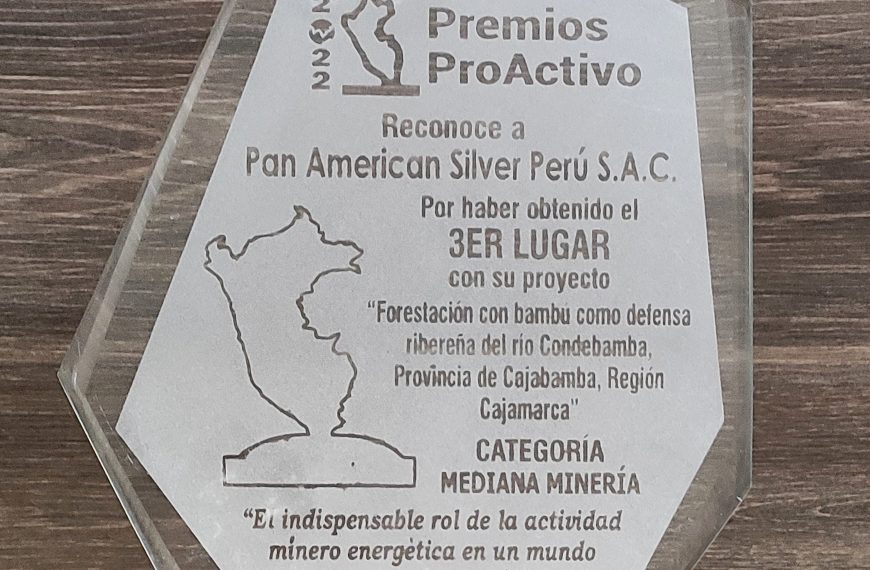 2022
Premios
ProActivo
Reconoce a
Pan American Silver Perú S.A.C.
Por haber obtenido el
3ER LUGAR
con su proyecto
“Forestación con bambú como defensa
ribereña del río Condebamba,
Provincia de Cajabamba, Región
Cajamarca"
CATEGORÍA
MEDIANA MINERÍA
“El indispensable rol de la actividad
minero energètica en un mundo